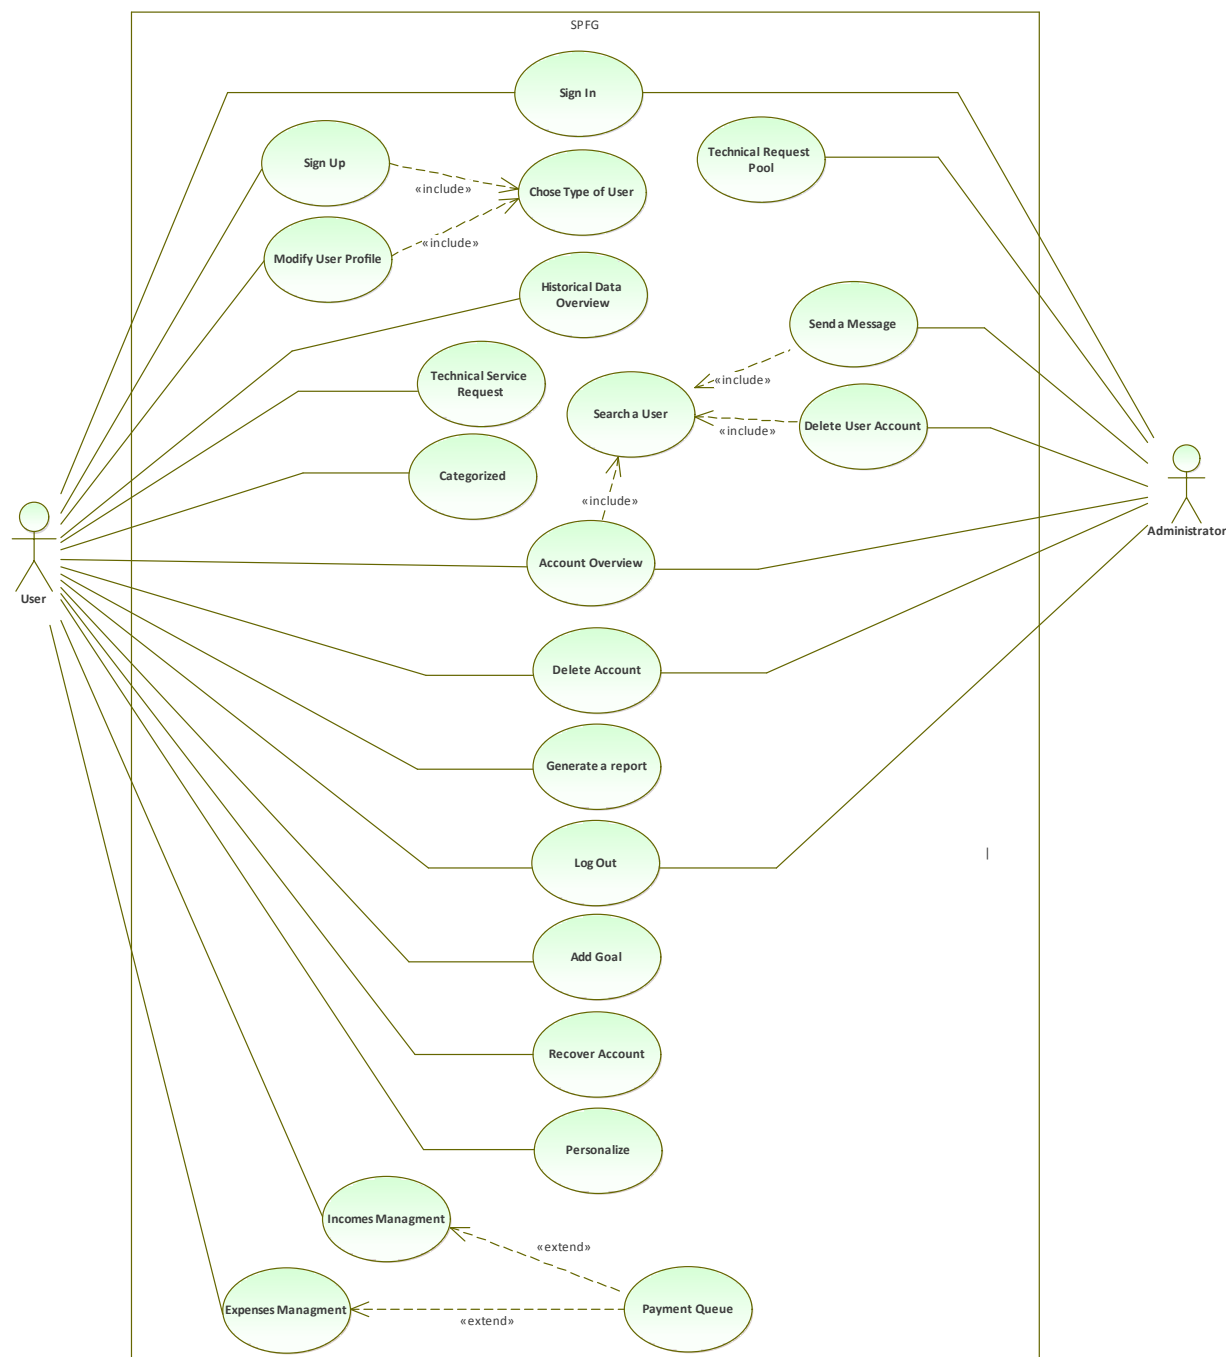 SPFG
Sign In
Sign Up
Technical Request
Pool
«include»
Chose Type of User
Modify User Profile
«include»
Historical Data
Overview
Send a Message
Technical Service
Request
«include»
Search a User
Delete User Account
«include»
Categorized
«include»
Administrator
Account Overview
User
Delete Account
Generate a report
Log Out
|
Add Goal
Recover Account
Personalize
Incomes Managment
«extend»
Expenses Managment
Payment Queue
«extend»